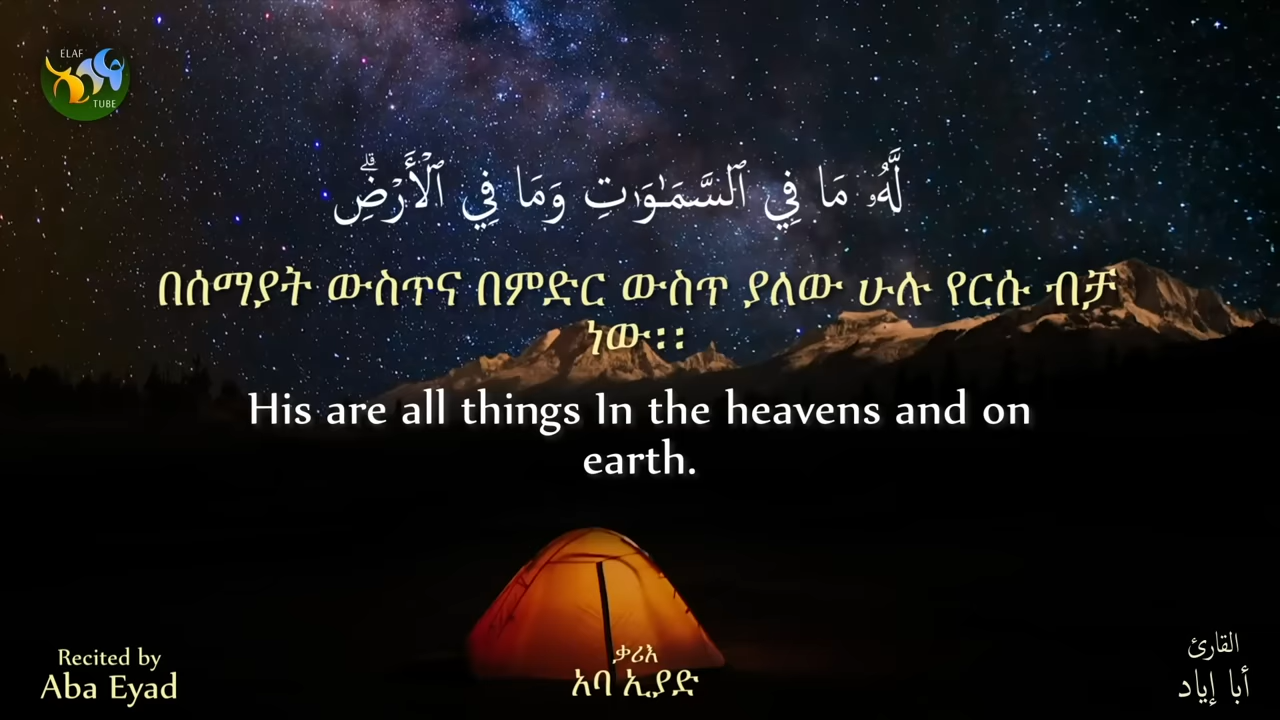 ELAF
TUBE
لَّهُۥ مَا فِي ٱلسَّمَـٰوَٰتِ وَمَا فِي ٱلْأَرْضِۗ
በሰማያት ውስጥና በምድር ውስጥ ያለው ሁሉ የርሱ ብቻ
ነው፡፡
His are all things In the heavens and on
earth.
Recited by
Aba Eyad
ቃሪእ
አባ ኢያድ
القارئ
أبا إياد